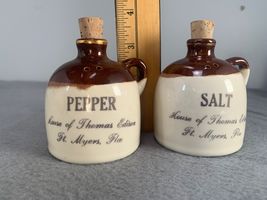 PEPPER
House of Thomas Edison
Ft. Myers, Fla
SALT
House of Thomas Edison
Ft. Myers, Fla